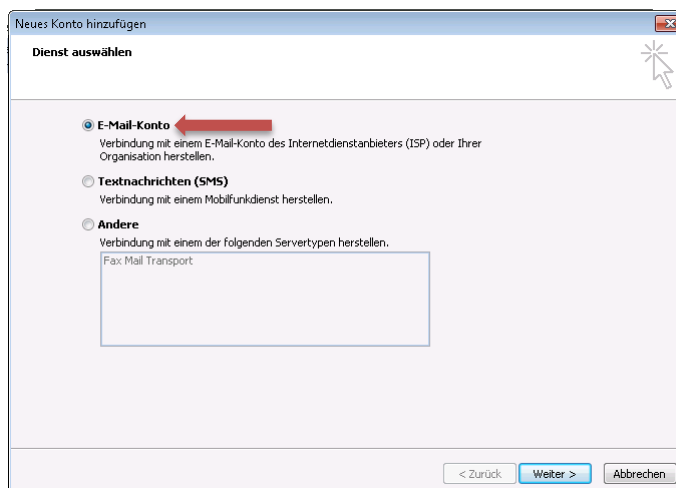 Neues Konto hinzufügen
Dienst auswählen
E-Mail-Konto
Verbindung mit einem E-Mail-Konto des Internetdienstanbieters (ISP) oder Ihrer
Organisation herstellen.
Textnachrichten (SMS)
Verbindung mit einem Mobilfunkdienst herstellen.
Andere
Verbindung mit einem der folgenden Servertypen herstellen.
Fax Mail Transport
< Zurück
Weiter >
Abbrechen